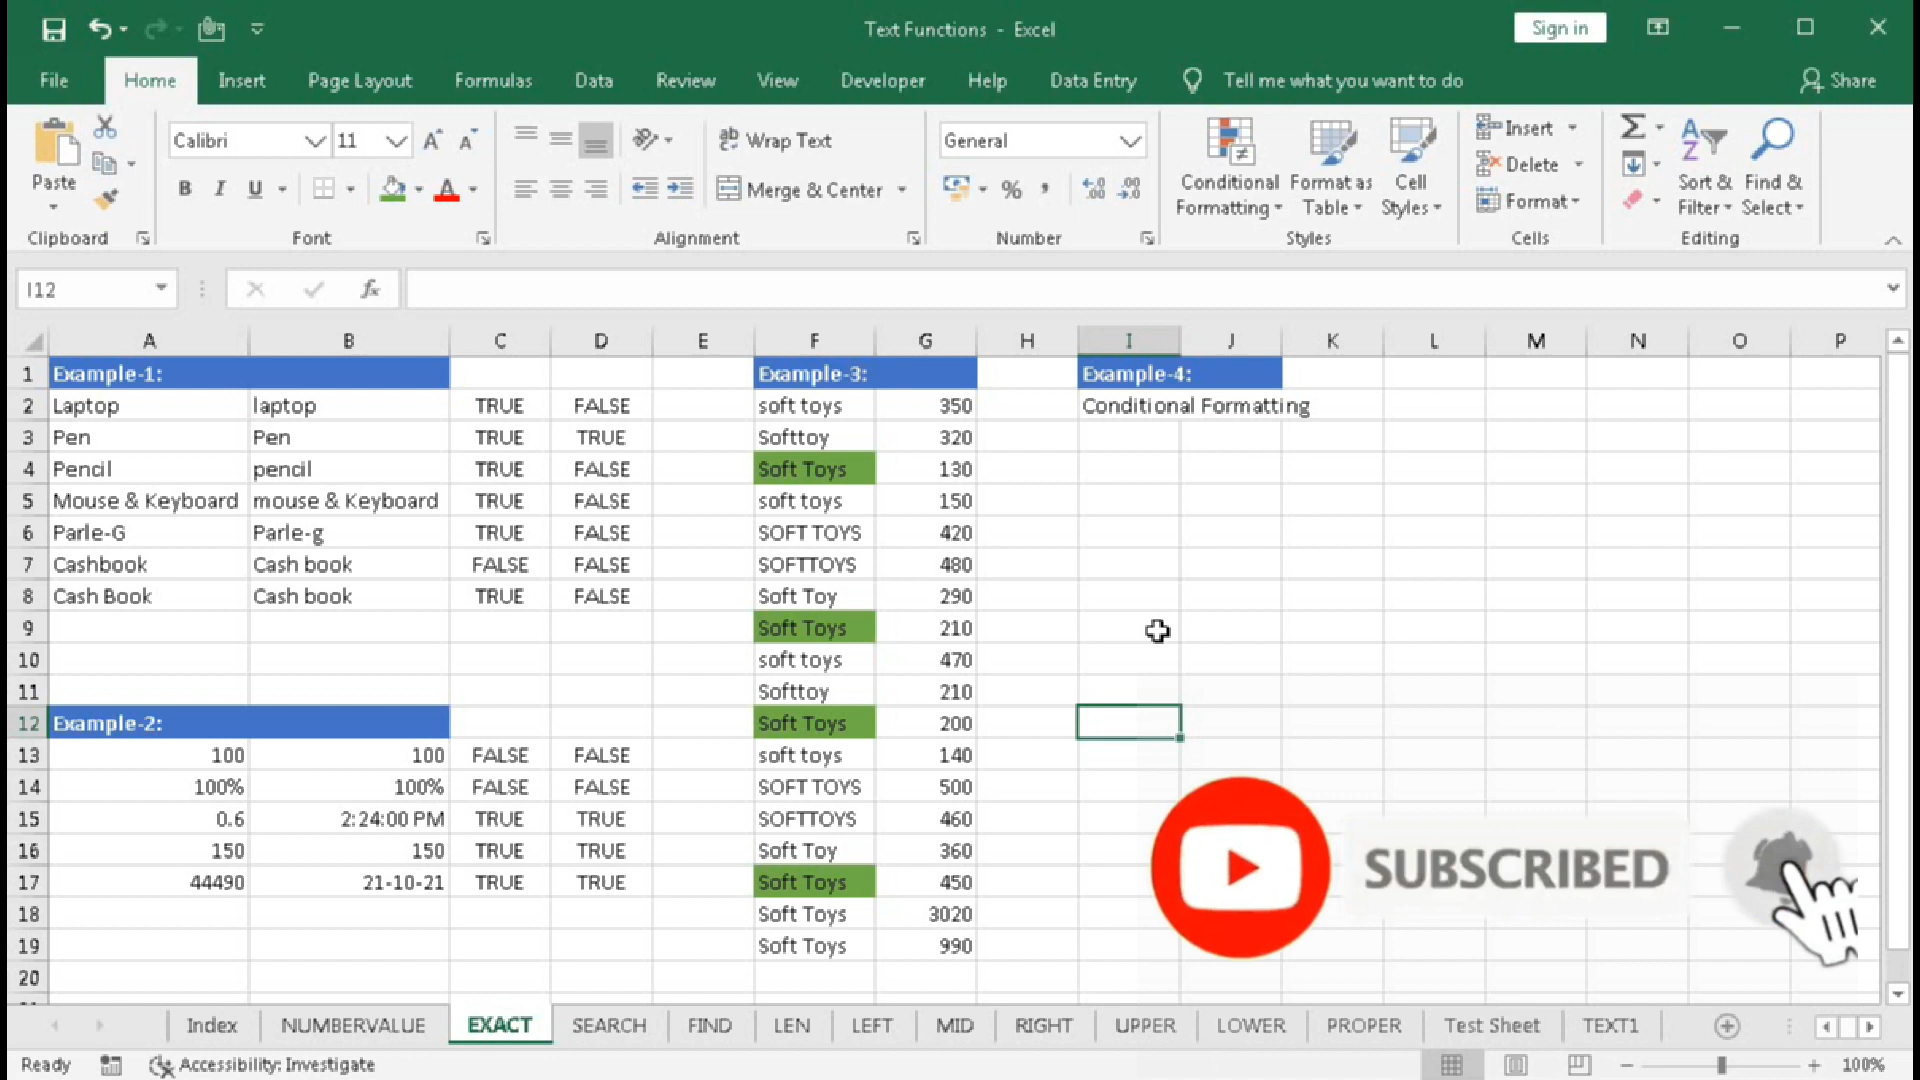 Text Functions - Excel
Sign in
File Home Insert Page Layout Formulas Data Review View Developer Help Data Entry Tell me what you want to do Share
Paste
Clipboard
Calibri 11
B I U
Font
Wrap Text
Merge & Center
Alignment
General
%
Number
Conditional Formatting
Format as Table
Cell Styles
Styles
Insert
Delete
Format
Cells
Sort & Filter
Find & Select
Editing
I12
fx
A B C D E F G H I J K L M N O P
1 Example-1: Example-3: Example-4:
2 Laptop laptop TRUE FALSE soft toys 350 Conditional Formatting
3 Pen Pen TRUE TRUE Softtoy 320
4 Pencil pencil TRUE FALSE Soft Toys 130
5 Mouse & Keyboard mouse & Keyboard TRUE FALSE soft toys 150
6 Parle-G Parle-g TRUE FALSE SOFT TOYS 420
7 Cashbook Cash book FALSE FALSE SOFTTOYS 480
8 Cash Book Cash book TRUE FALSE Soft Toy 290
9 Soft Toys 210
10 soft toys 470
11 Softtoy 210
12 Example-2: Soft Toys 200
13 100 100 FALSE FALSE soft toys 140
14 100% 100% FALSE FALSE SOFT TOYS 500
15 0.6 2:24:00 PM TRUE TRUE SOFTTOYS 460
16 150 150 TRUE TRUE Soft Toy 360
17 44490 21-10-21 TRUE TRUE Soft Toys 450
18 Soft Toys 3020
19 Soft Toys 990
20
SUBSCRIBED
Index NUMBERVALUE EXACT SEARCH FIND LEN LEFT MID RIGHT UPPER LOWER PROPER Test Sheet TEXT1
Ready Accessibility: Investigate 100%